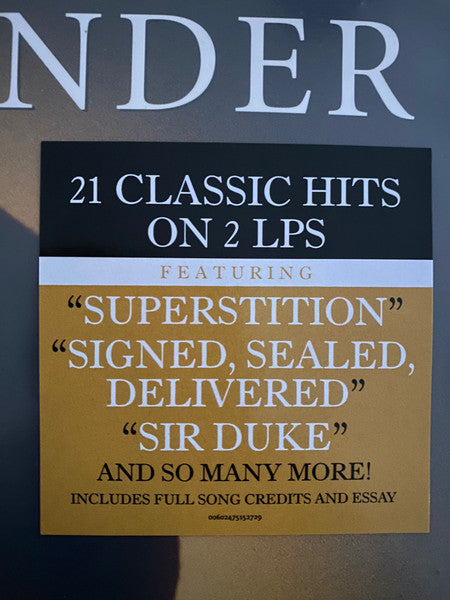 NDER
21 CLASSIC HITS
ON 2 LPS
FEATURING
“SUPERSTITION”
“SIGNED, SEALED,
DELIVERED”
“SIR DUKE”
AND SO MANY MORE!
INCLUDES FULL SONG CREDITS AND ESSAY
00602475152729